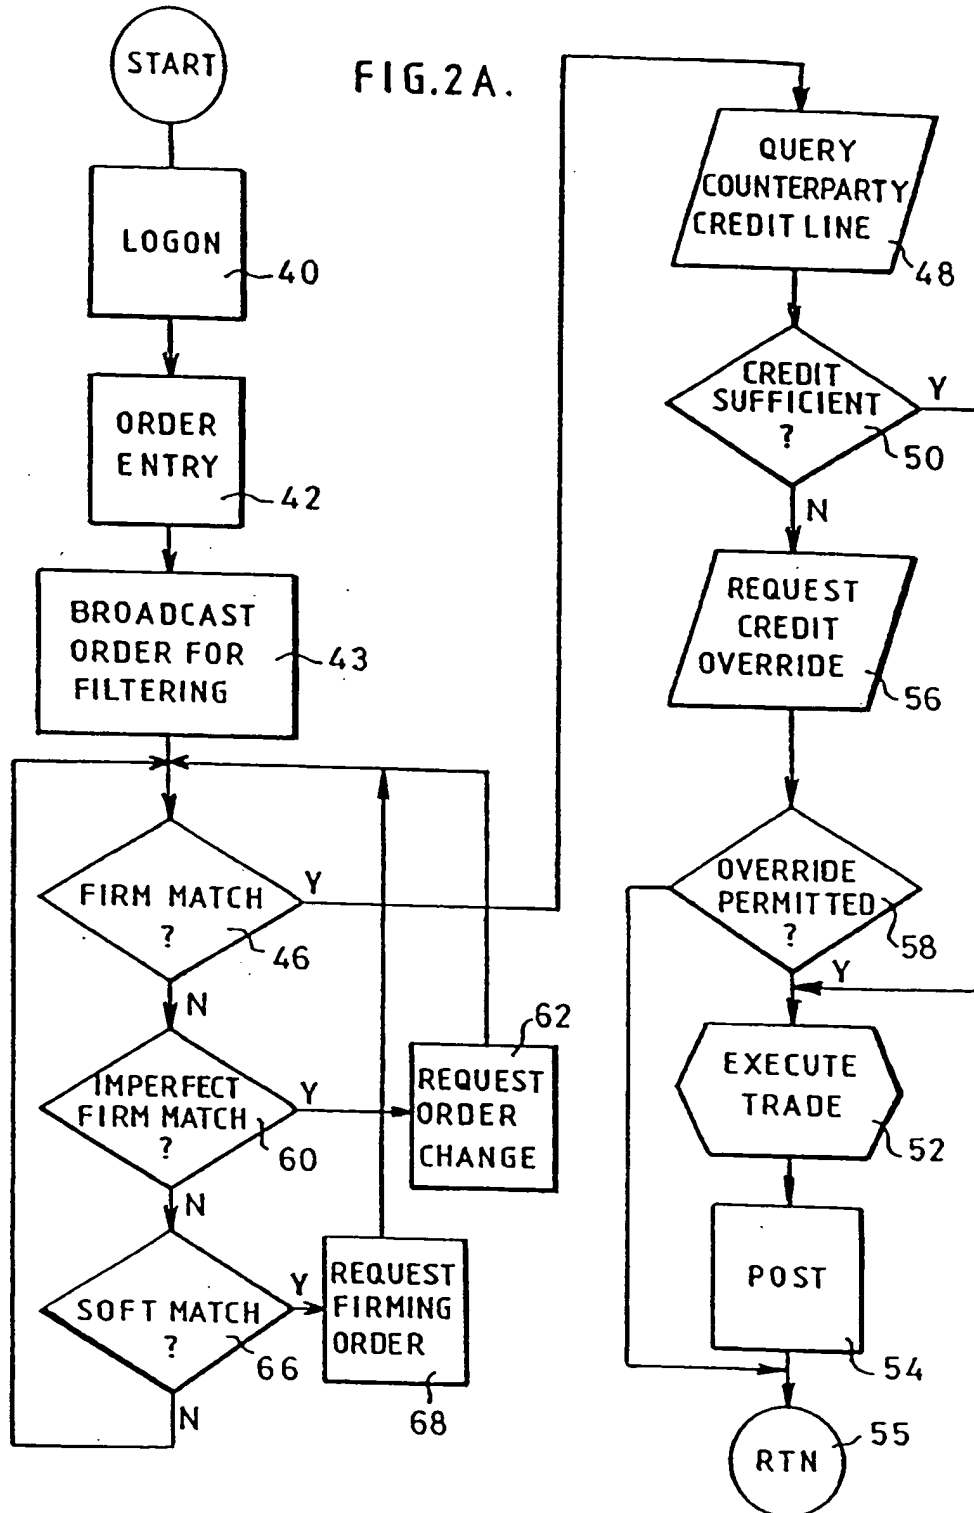 START
FIG.2A.
LOGON
40
ORDER
ENTRY
42
BROADCAST
ORDER FOR
FILTERING
43
FIRM MATCH
?
46
Y
N
IMPERFECT
FIRM MATCH
?
60
Y
N
62
REQUEST
ORDER
CHANGE
SOFT MATCH
?
66
Y
N
REQUEST
FIRMING
ORDER
68
QUERY
COUNTERPARTY
CREDIT LINE
48
CREDIT
SUFFICIENT
?
50
Y
N
REQUEST
CREDIT
OVERRIDE
56
OVERRIDE
PERMITTED
?
58
Y
EXECUTE
TRADE
52
POST
54
RTN
55